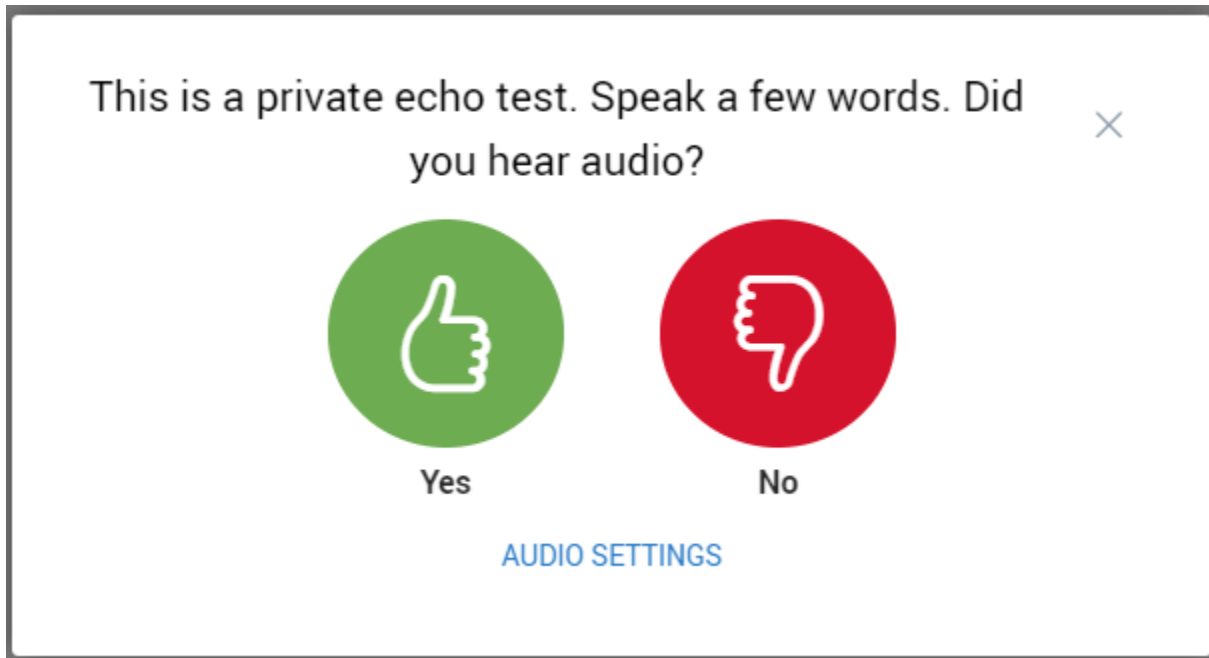 This is a private echo test. Speak a few words. Did
you hear audio?
Yes
No
AUDIO SETTINGS